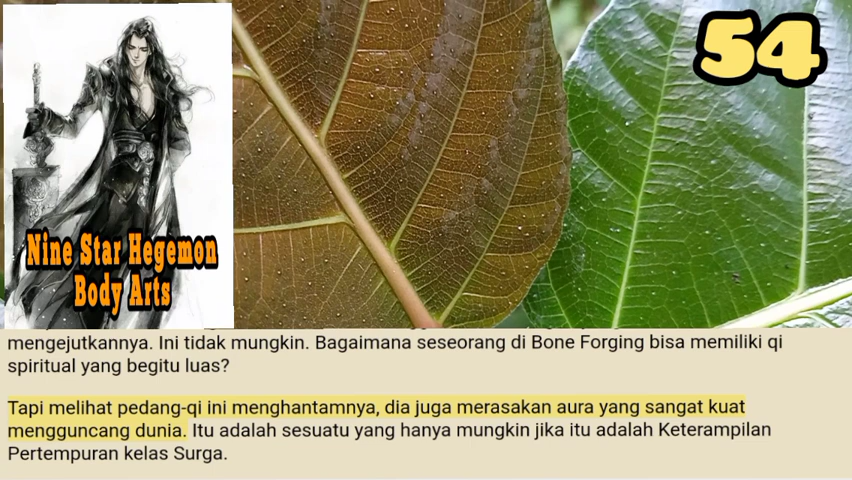 54
Nine Star Hegemon
Body Arts
mengejutkannya. Ini tidak mungkin. Bagaimana seseorang di Bone Forging bisa memiliki qi
spiritual yang begitu luas?
Tapi melihat pedang-qi ini menghantamnya, dia juga merasakan aura yang sangat kuat
mengguncang dunia. Itu adalah sesuatu yang hanya mungkin jika itu adalah Keterampilan
Pertempuran kelas Surga.